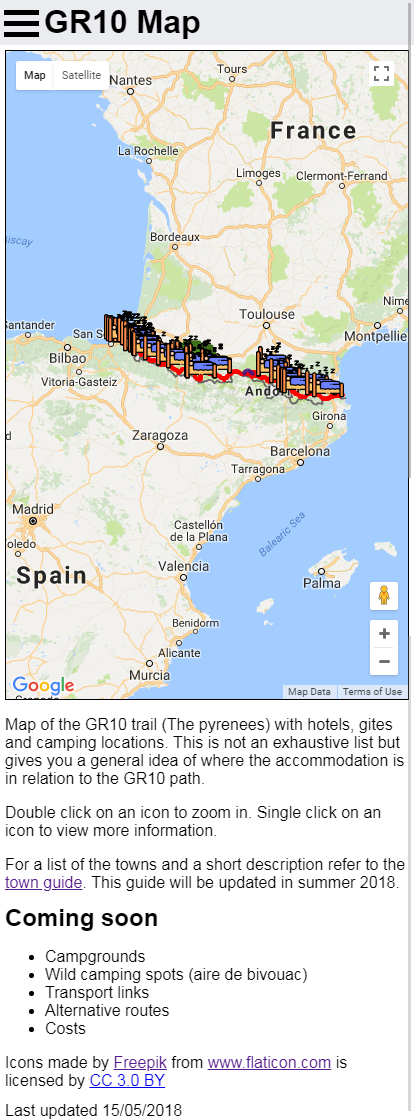 GR10 Map
Map Satellite
Tours
Nantes
France
La Rochelle
Limoges
Clermont-Ferrand
Biscay
Bordeaux
Toulouse
Nime
Santander
San S
Montpellie
Bilbao
Vitoria-Gasteiz
Andor
Girona
d
Zaragoza
Barcelona
Tarragona
Madrid
Balearic Sea
Castellón
de la Plana
oledo
Valencia
Spain
Palma
Benidorm
Alicante
Murcia
Google
Map Data Terms of Use
Map of the GR10 trail (The pyrenees) with hotels, gites
and camping locations. This is not an exhaustive list but
gives you a general idea of where the accommodation is
in relation to the GR10 path.
Double click on an icon to zoom in. Single click on an
icon to view more information.
For a list of the towns and a short description refer to the
town guide. This guide will be updated in summer 2018.
Coming soon
• Campgrounds
• Wild camping spots (aire de bivouac)
• Transport links
• Alternative routes
• Costs
Icons made by Freepik from www.flaticon.com is
licensed by CC 3.0 BY
Last updated 15/05/2018